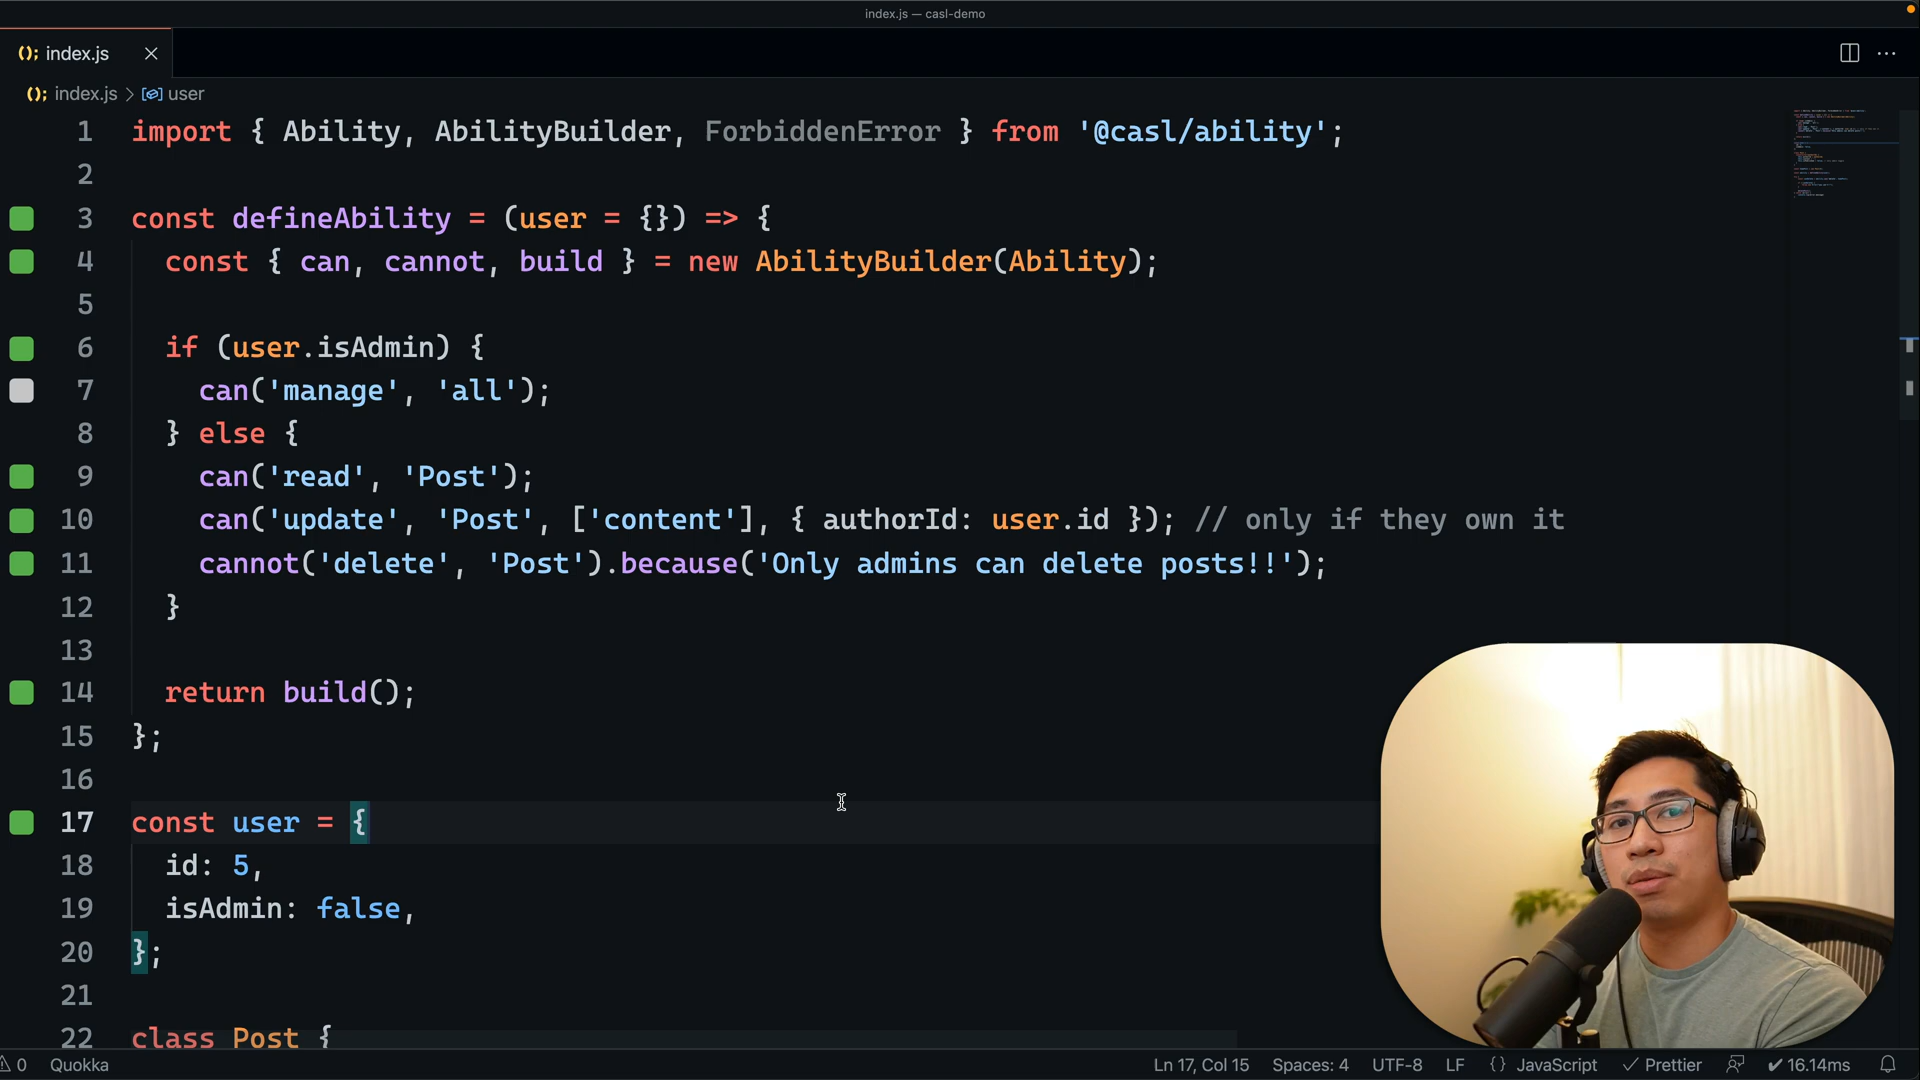 index.js — casl-demo
index.js
index.js > user
1 import { Ability, AbilityBuilder, ForbiddenError } from '@casl/ability';
2
3 const defineAbility = (user = {}) => {
4 const { can, cannot, build } = new AbilityBuilder(Ability);
5
6 if (user.isAdmin) {
7 can('manage', 'all');
8 } else {
9 can('read', 'Post');
10 can('update', 'Post', ['content'], { authorId: user.id }); // only if they own it
11 cannot('delete', 'Post').because('Only admins can delete posts!!');
12 }
13
14 return build();
15 };
16
17 const user = {
18 id: 5,
19 isAdmin: false,
20 };
21
22 class Post {
0 Quokka Ln 17, Col 15 Spaces: 4 UTF-8 LF {} JavaScript ✓ Prettier ✔ 16.14ms